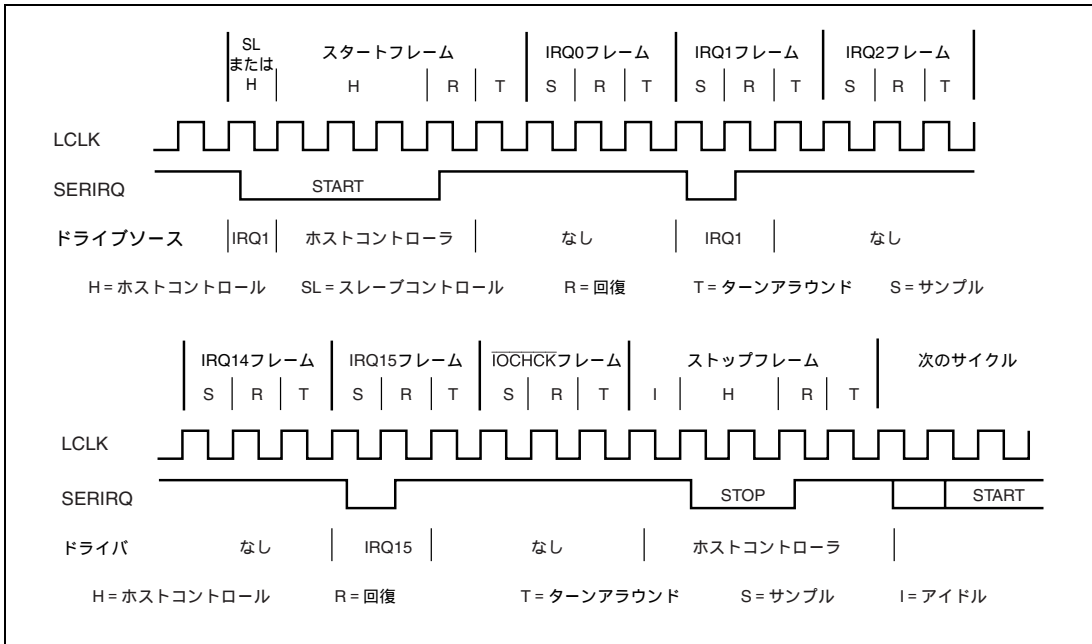 SL
または
H
スタートフレーム IRQ0フレーム IRQ1フレーム IRQ2フレーム
H R T S R T S R T S R T
LCLK
SERIRQ START
ドライブソース IRQ1 ホストコントローラ なし IRQ1 なし
H = ホストコントロール SL = スレーブコントロール R = 回復 T = ターンアラウンド S = サンプル
IRQ14フレーム IRQ15フレーム IOCHCKフレーム ストップフレーム 次のサイクル
S R T S R T S R T I H R T
LCLK
SERIRQ STOP START
ドライバ なし IRQ15 なし ホストコントローラ
H = ホストコントロール R = 回復 T = ターンアラウンド S = サンプル I = アイドル